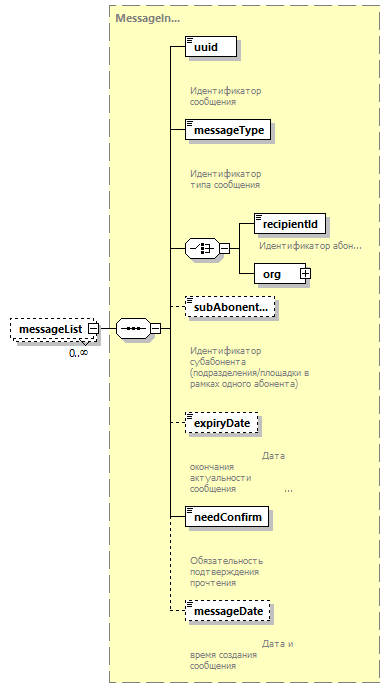 MessageIn...
uuid
Идентификатор
сообщения
messageType
Идентификатор
типа сообщения
recipientId
Идентификатор абон...
org
messageList
0..∞
subAbonent...
Идентификатор
субабонента
(подразделения/площадки в
рамках одного абонента)
expiryDate
Дата
окончания
актуальности
сообщения ...
needConfirm
Обязательность
подтверждения
прочтения
messageDate
Дата и
время создания
сообщения